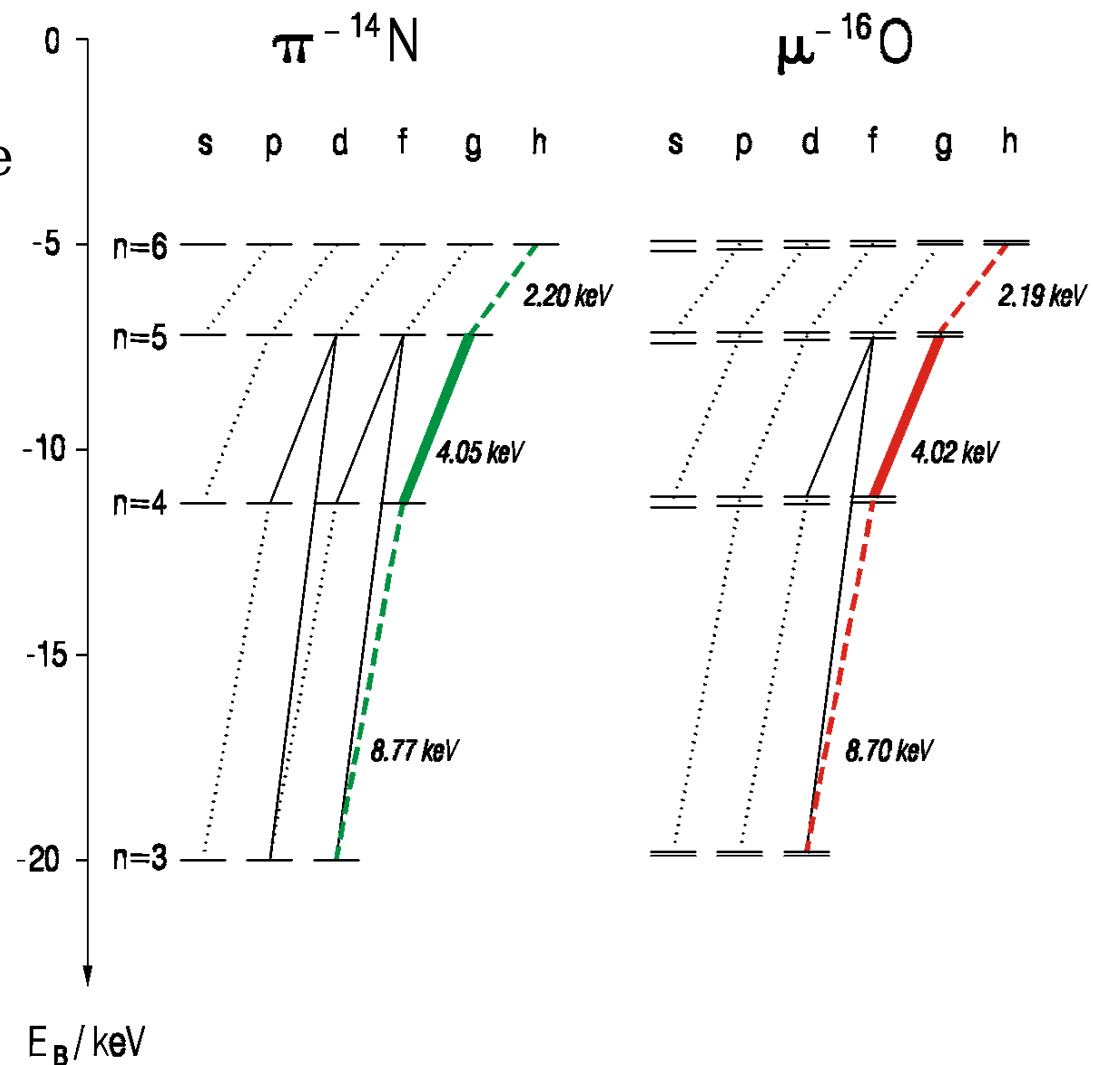 0 π⁻ ¹⁴N μ⁻ ¹⁶O
e
s p d f g h s p d f g h
-5 n=6
2.20 keV 2.19 keV
n=5
-10 4.05 keV 4.02 keV
n=4
-15
8.77 keV 8.70 keV
-20 n=3
E_B / keV